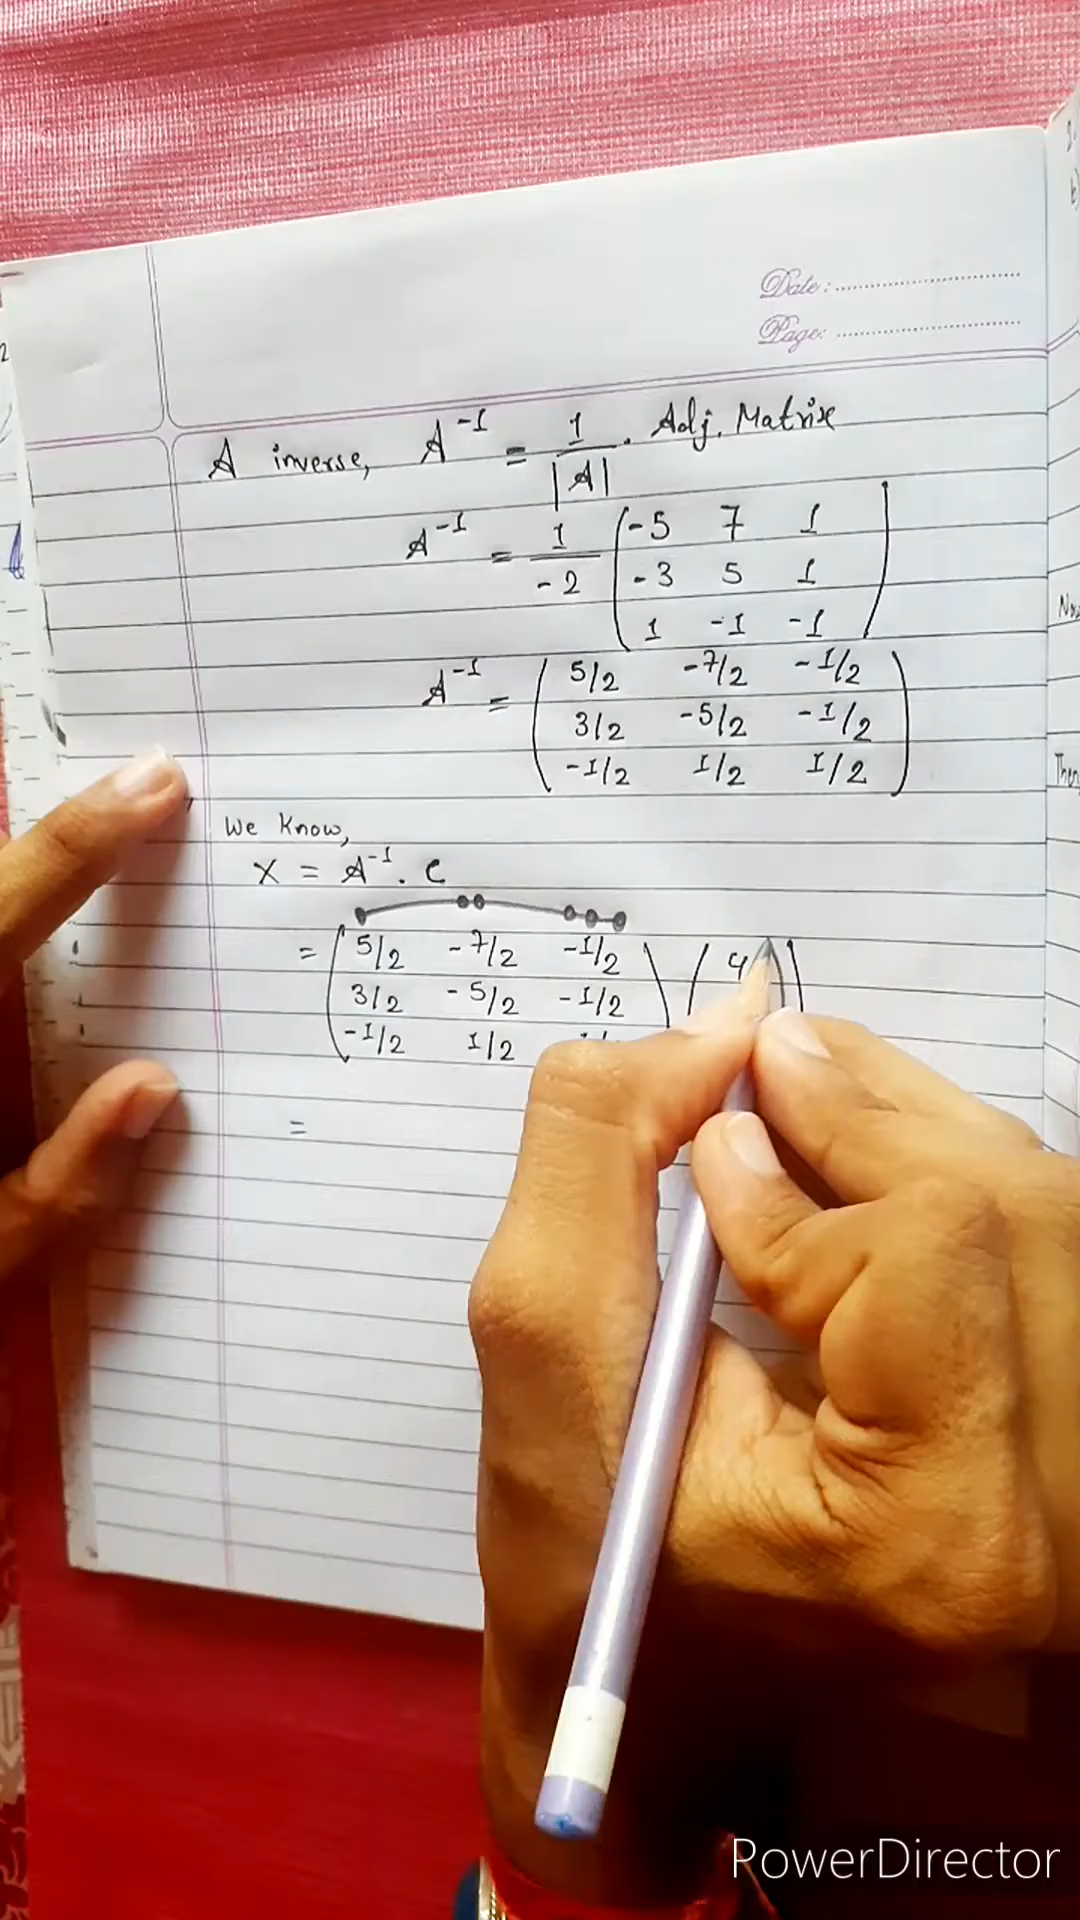 Date:
Page:
A inverse, A⁻¹ = 1/|A| . Adj. Matrix
A⁻¹ = 1/-2 ( -5 7 1
-3 5 1
1 -1 -1 )
A⁻¹ = ( 5/2 -7/2 -1/2
3/2 -5/2 -1/2
-1/2 1/2 1/2 )
We Know,
X = A⁻¹ . C
= ( 5/2 -7/2 -1/2 ) ( 4 )
3/2 -5/2 -1/2
-1/2 1/2
=
PowerDirector